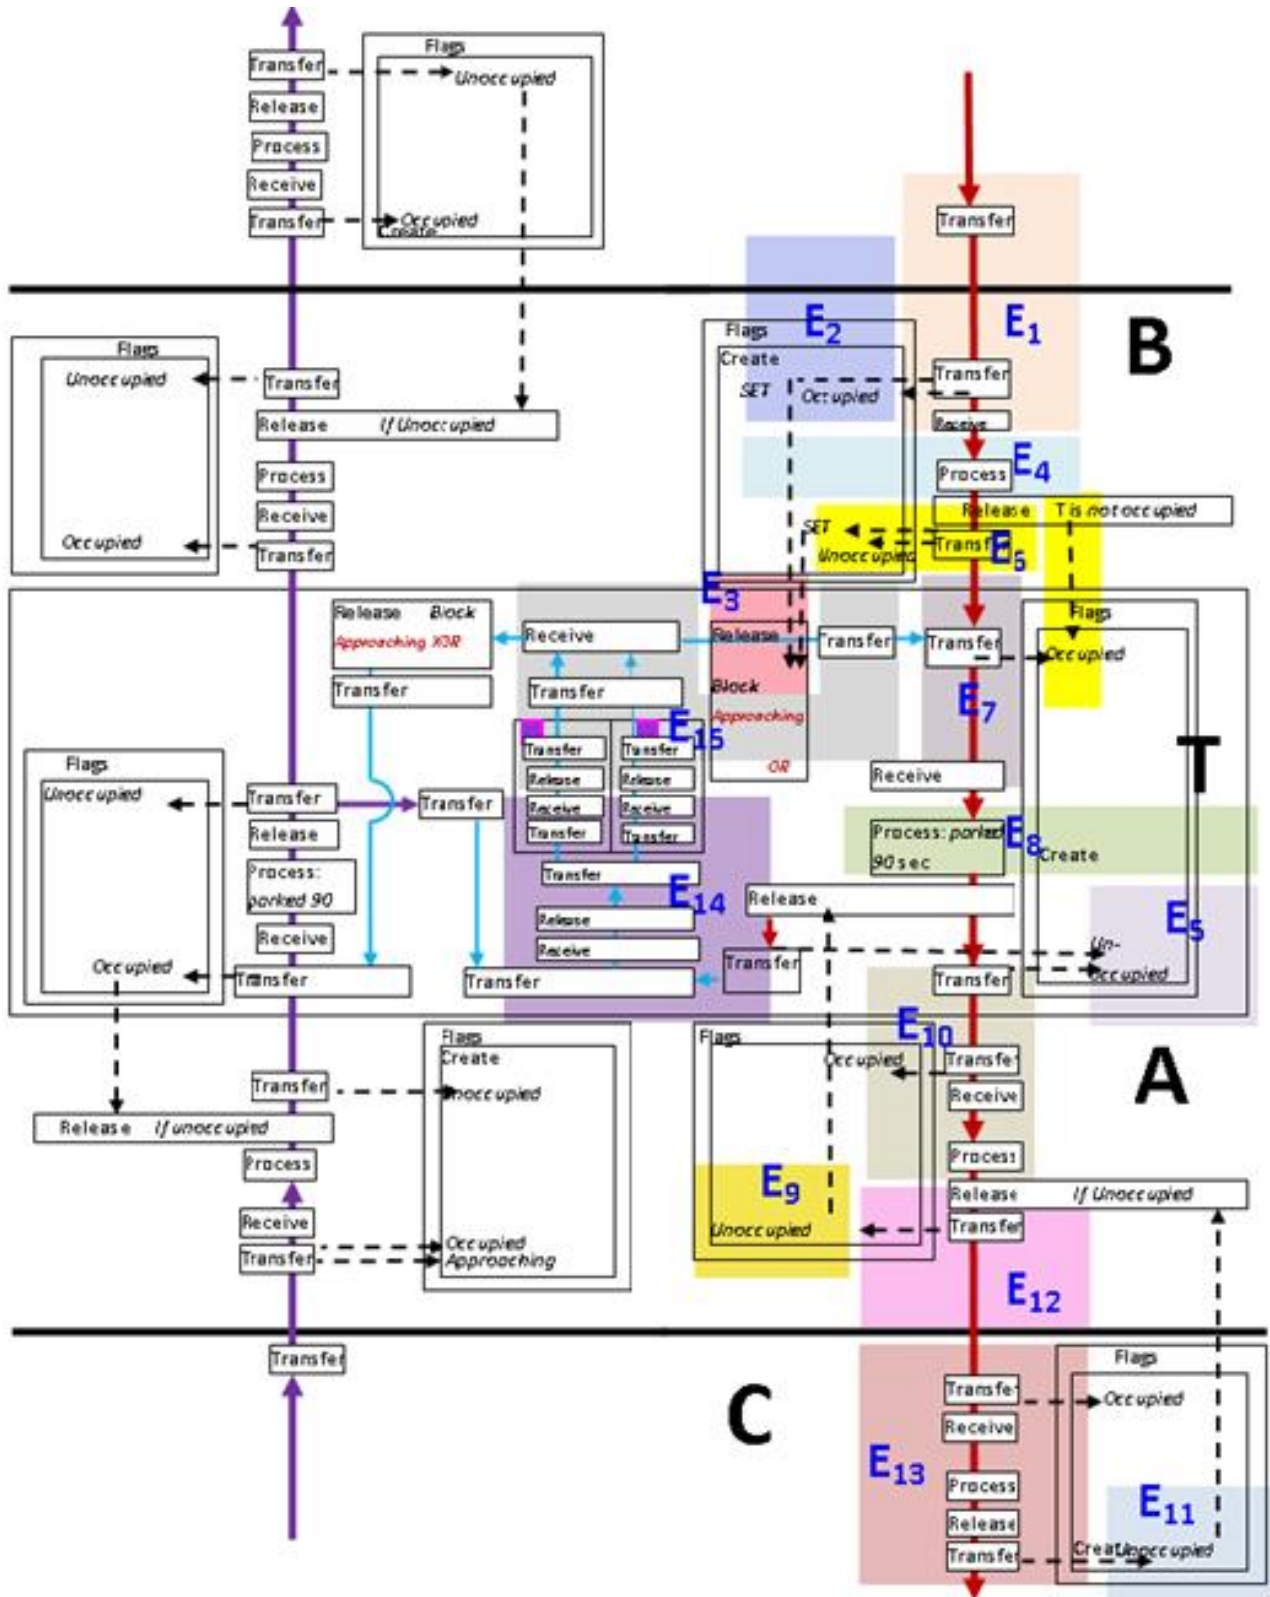 Flags
Transfer
Unoccupied
Release
Process
Receive
Transfer
Occupied
Create
Transfer
E1
E2
B
Flags
Unoccupied
Transfer
Release If Unoccupied
Process
Receive
Occupied
Transfer
Flags
Create
SET
Occupied
Transfer
Receive
E4
Process
Release T is not occupied
SET
Unoccupied
Transfer
E6
E3
Release Block
Approaching XOR
Transfer
Receive
Transfer
Release
Block
Approaching
OR
Transfer
Transfer
E7
Flags
Occupied
T
E15
Transfer
Release
Receive
Transfer
Transfer
Release
Receive
Transfer
Flags
Unoccupied
Transfer
Transfer
Release
Process:
parked 90
Receive
Occupied
Transfer
Receive
Process: parked
90 sec
E8
Create
Transfer
E14
Release
Receive
Transfer
Release
Transfer
E5
Un-
Occupied
Transfer
E10
A
Flags
Create
Unoccupied
Transfer
Release If unoccupied
Process
Receive
Transfer
Occupied
Approaching
Flags
Occupied
Transfer
Receive
Process
E9
Release If Unoccupied
Unoccupied
Transfer
E12
Transfer
C
Flags
Transfer
Occupied
Receive
E13
Process
E11
Release
Transfer
Create
Unoccupied